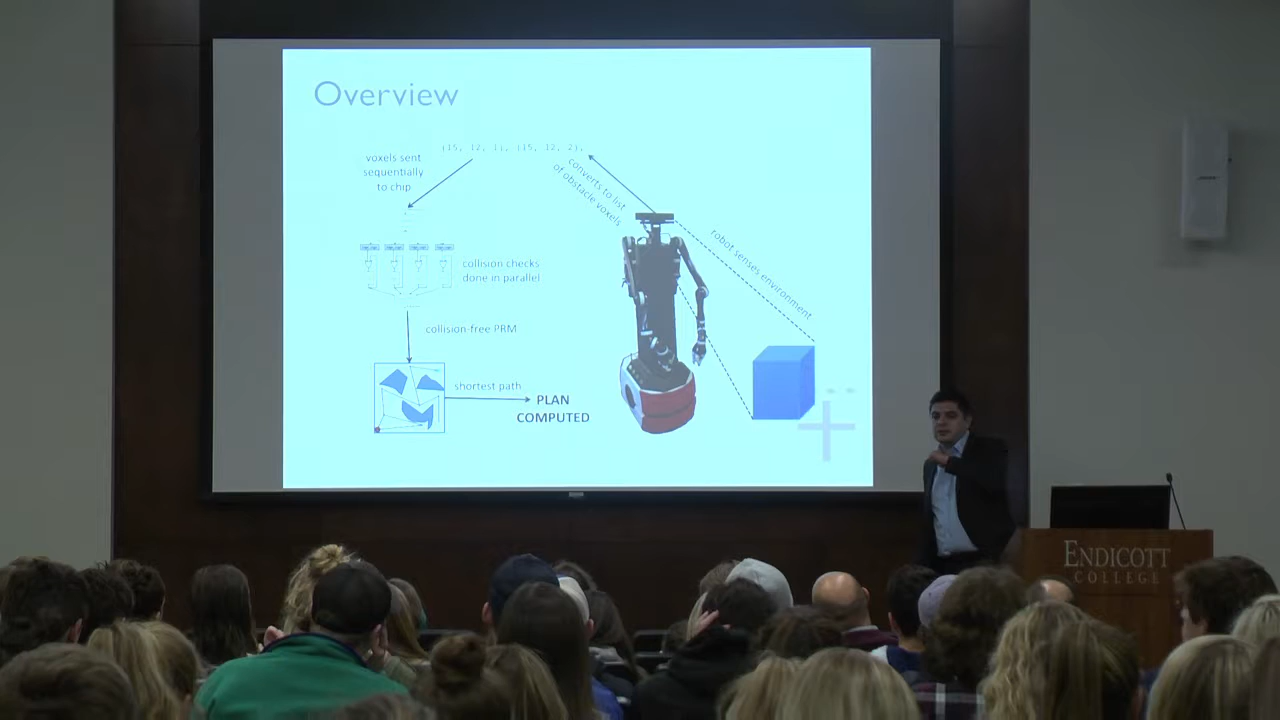 Overview
(15, 12, 1), (15, 12, 2),
voxels sent
sequentially
to chip
converts to list
of obstacle voxels
robot senses environment
collision checks
done in parallel
collision-free PRM
shortest path
PLAN
COMPUTED
ENDICOTT
COLLEGE